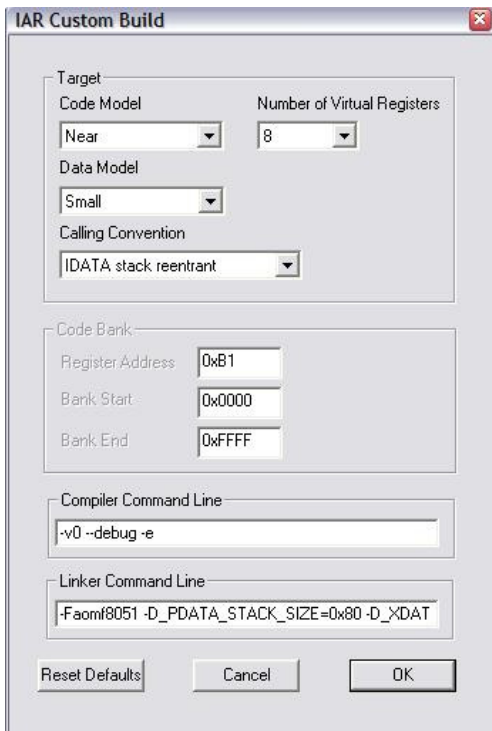 IAR Custom Build
Target
Code Model
Number of Virtual Registers
Near
8
Data Model
Small
Calling Convention
IDATA stack reentrant
Code Bank
Register Address
0xB1
Bank Start
0x0000
Bank End
0xFFFF
Compiler Command Line
-v0 --debug -e
Linker Command Line
-Faomf8051 -D_PDATA_STACK_SIZE=0x80 -D_XDAT
Reset Defaults
Cancel
OK